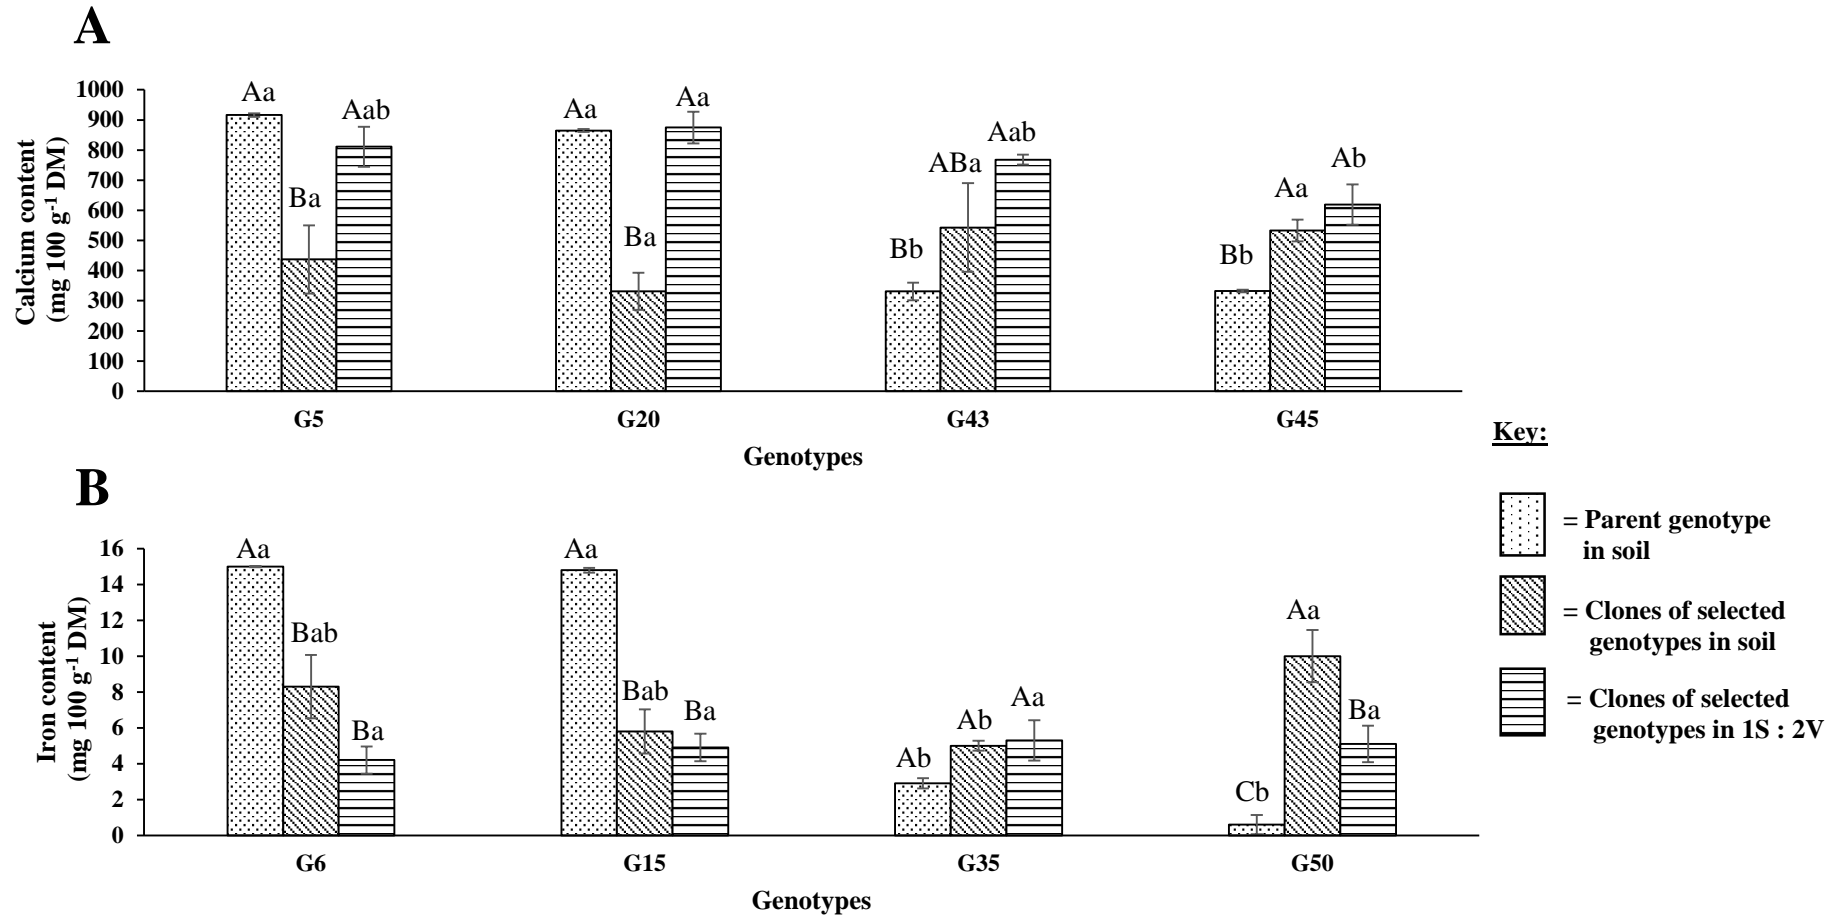 A
Calcium content
(mg 100 g-1 DM)
1000
900
800
700
600
500
400
300
200
100
0
Aa
Ba
Aab
Aa
Ba
Aa
Bb
ABa
Aab
Bb
Aa
Ab
G5
G20
G43
G45
Genotypes
B
Iron content
(mg 100 g-1 DM)
16
14
12
10
8
6
4
2
0
Aa
Bab
Ba
Aa
Bab
Ba
Ab
Ab
Aa
Cb
Aa
Ba
G6
G15
G35
G50
Genotypes
Key:
= Parent genotype
in soil
= Clones of selected
genotypes in soil
= Clones of selected
genotypes in 1S : 2V